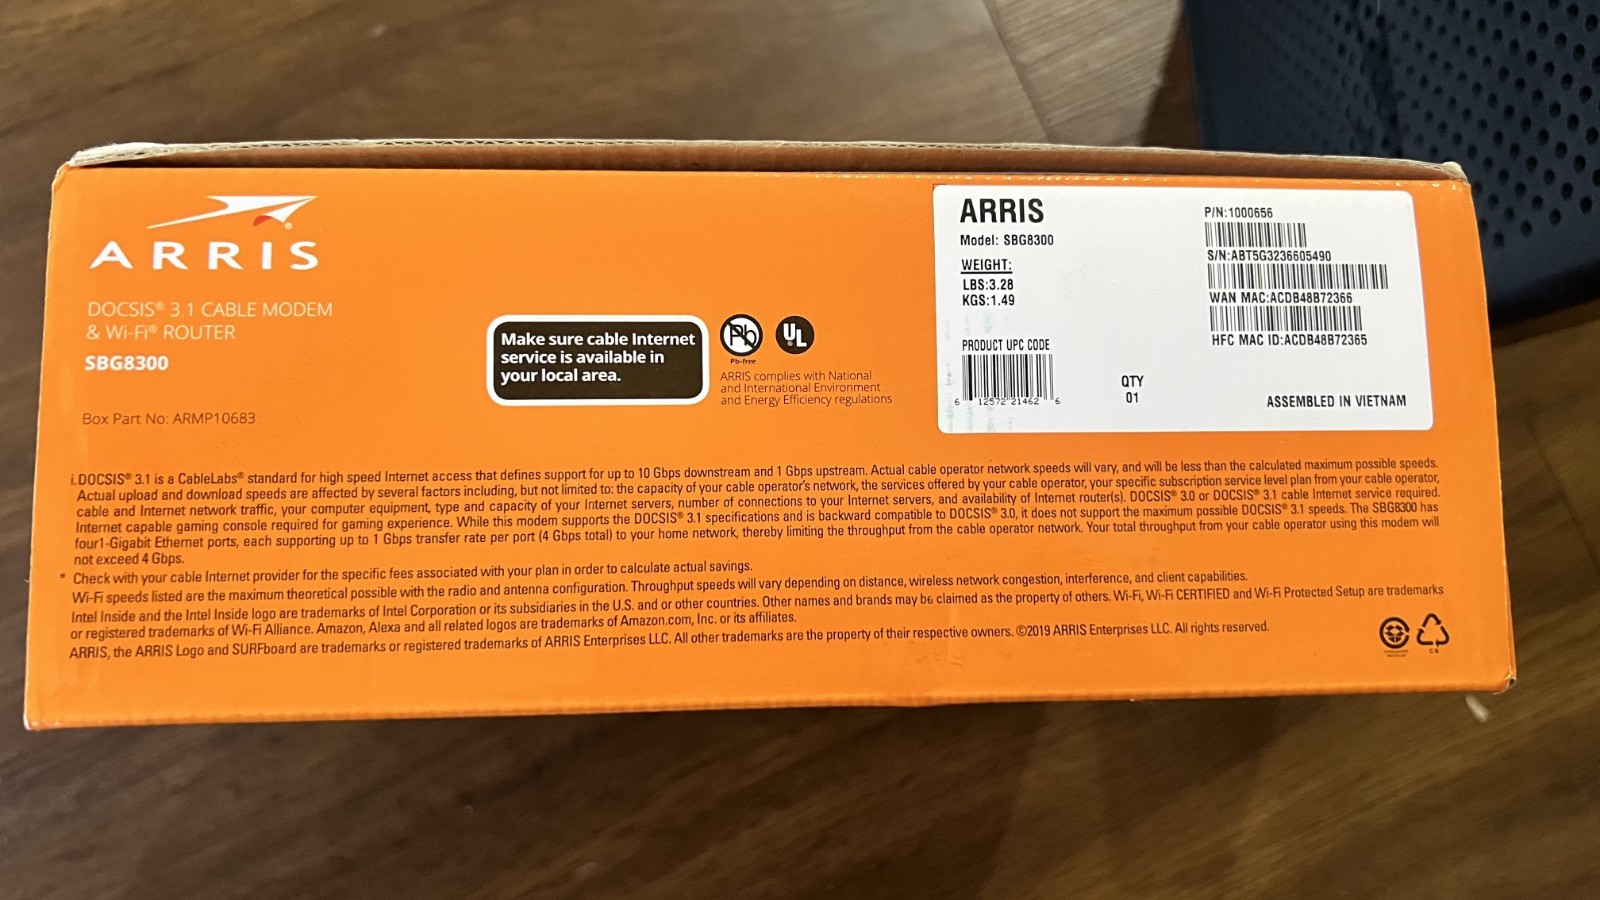 ARRIS
DOCSIS® 3.1 CABLE MODEM
& Wi-Fi® ROUTER
SBG8300
Box Part No: ARMP10683
Make sure cable Internet
service is available in
your local area.
Pb
Pb-free
UL
ARRIS complies with National
and International Environment
and Energy Efficiency regulations
ARRIS
Model: SBG8300
WEIGHT:
LBS:3.28
KGS:1.49
PRODUCT UPC CODE
6 12572 21462 6
QTY
01
P/N:1000656
S/N:ABT5G3236605490
WAN MAC:ACDB48B72366
HFC MAC ID:ACDB48B72365
ASSEMBLED IN VIETNAM
i. DOCSIS® 3.1 is a CableLabs® standard for high speed Internet access that defines support for up to 10 Gbps downstream and 1 Gbps upstream. Actual cable operator network speeds will vary, and will be less than the calculated maximum possible speeds.
Actual upload and download speeds are affected by several factors including, but not limited to: the capacity of your cable operator's network, the services offered by your cable operator, your specific subscription service level plan from your cable operator,
cable and Internet network traffic, your computer equipment, type and capacity of your Internet servers, number of connections to your Internet servers, and availability of Internet router(s). DOCSIS® 3.0 or DOCSIS® 3.1 cable Internet service required.
Internet capable gaming console required for gaming experience. While this modem supports the DOCSIS® 3.1 specifications and is backward compatible to DOCSIS® 3.0, it does not support the maximum possible DOCSIS® 3.1 speeds. The SBG8300 has
four1-Gigabit Ethernet ports, each supporting up to 1 Gbps transfer rate per port (4 Gbps total) to your home network, thereby limiting the throughput from the cable operator network. Your total throughput from your cable operator using this modem will
not exceed 4 Gbps.
* Check with your cable Internet provider for the specific fees associated with your plan in order to calculate actual savings.
Wi-Fi speeds listed are the maximum theoretical possible with the radio and antenna configuration. Throughput speeds will vary depending on distance, wireless network congestion, interference, and client capabilities.
Intel Inside and the Intel Inside logo are trademarks of Intel Corporation or its subsidiaries in the U.S. and or other countries. Other names and brands may be claimed as the property of others. Wi-Fi, Wi-Fi CERTIFIED and Wi-Fi Protected Setup are trademarks
or registered trademarks of Wi-Fi Alliance. Amazon, Alexa and all related logos are trademarks of Amazon.com, Inc. or its affiliates.
ARRIS, the ARRIS Logo and SURFboard are trademarks or registered trademarks of ARRIS Enterprises LLC. All other trademarks are the property of their respective owners. ©2019 ARRIS Enterprises LLC. All rights reserved.